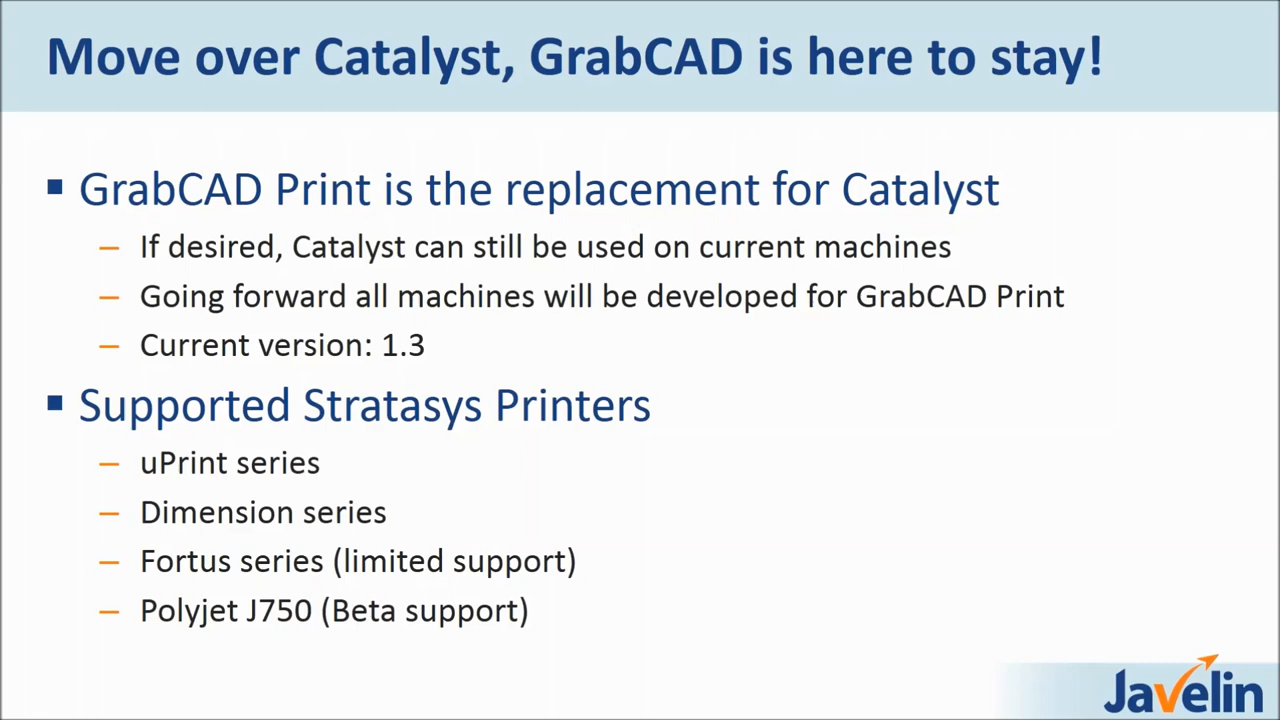 Move over Catalyst, GrabCAD is here to stay!
▪ GrabCAD Print is the replacement for Catalyst
– If desired, Catalyst can still be used on current machines
– Going forward all machines will be developed for GrabCAD Print
– Current version: 1.3
▪ Supported Stratasys Printers
– uPrint series
– Dimension series
– Fortus series (limited support)
– Polyjet J750 (Beta support)
Javelin